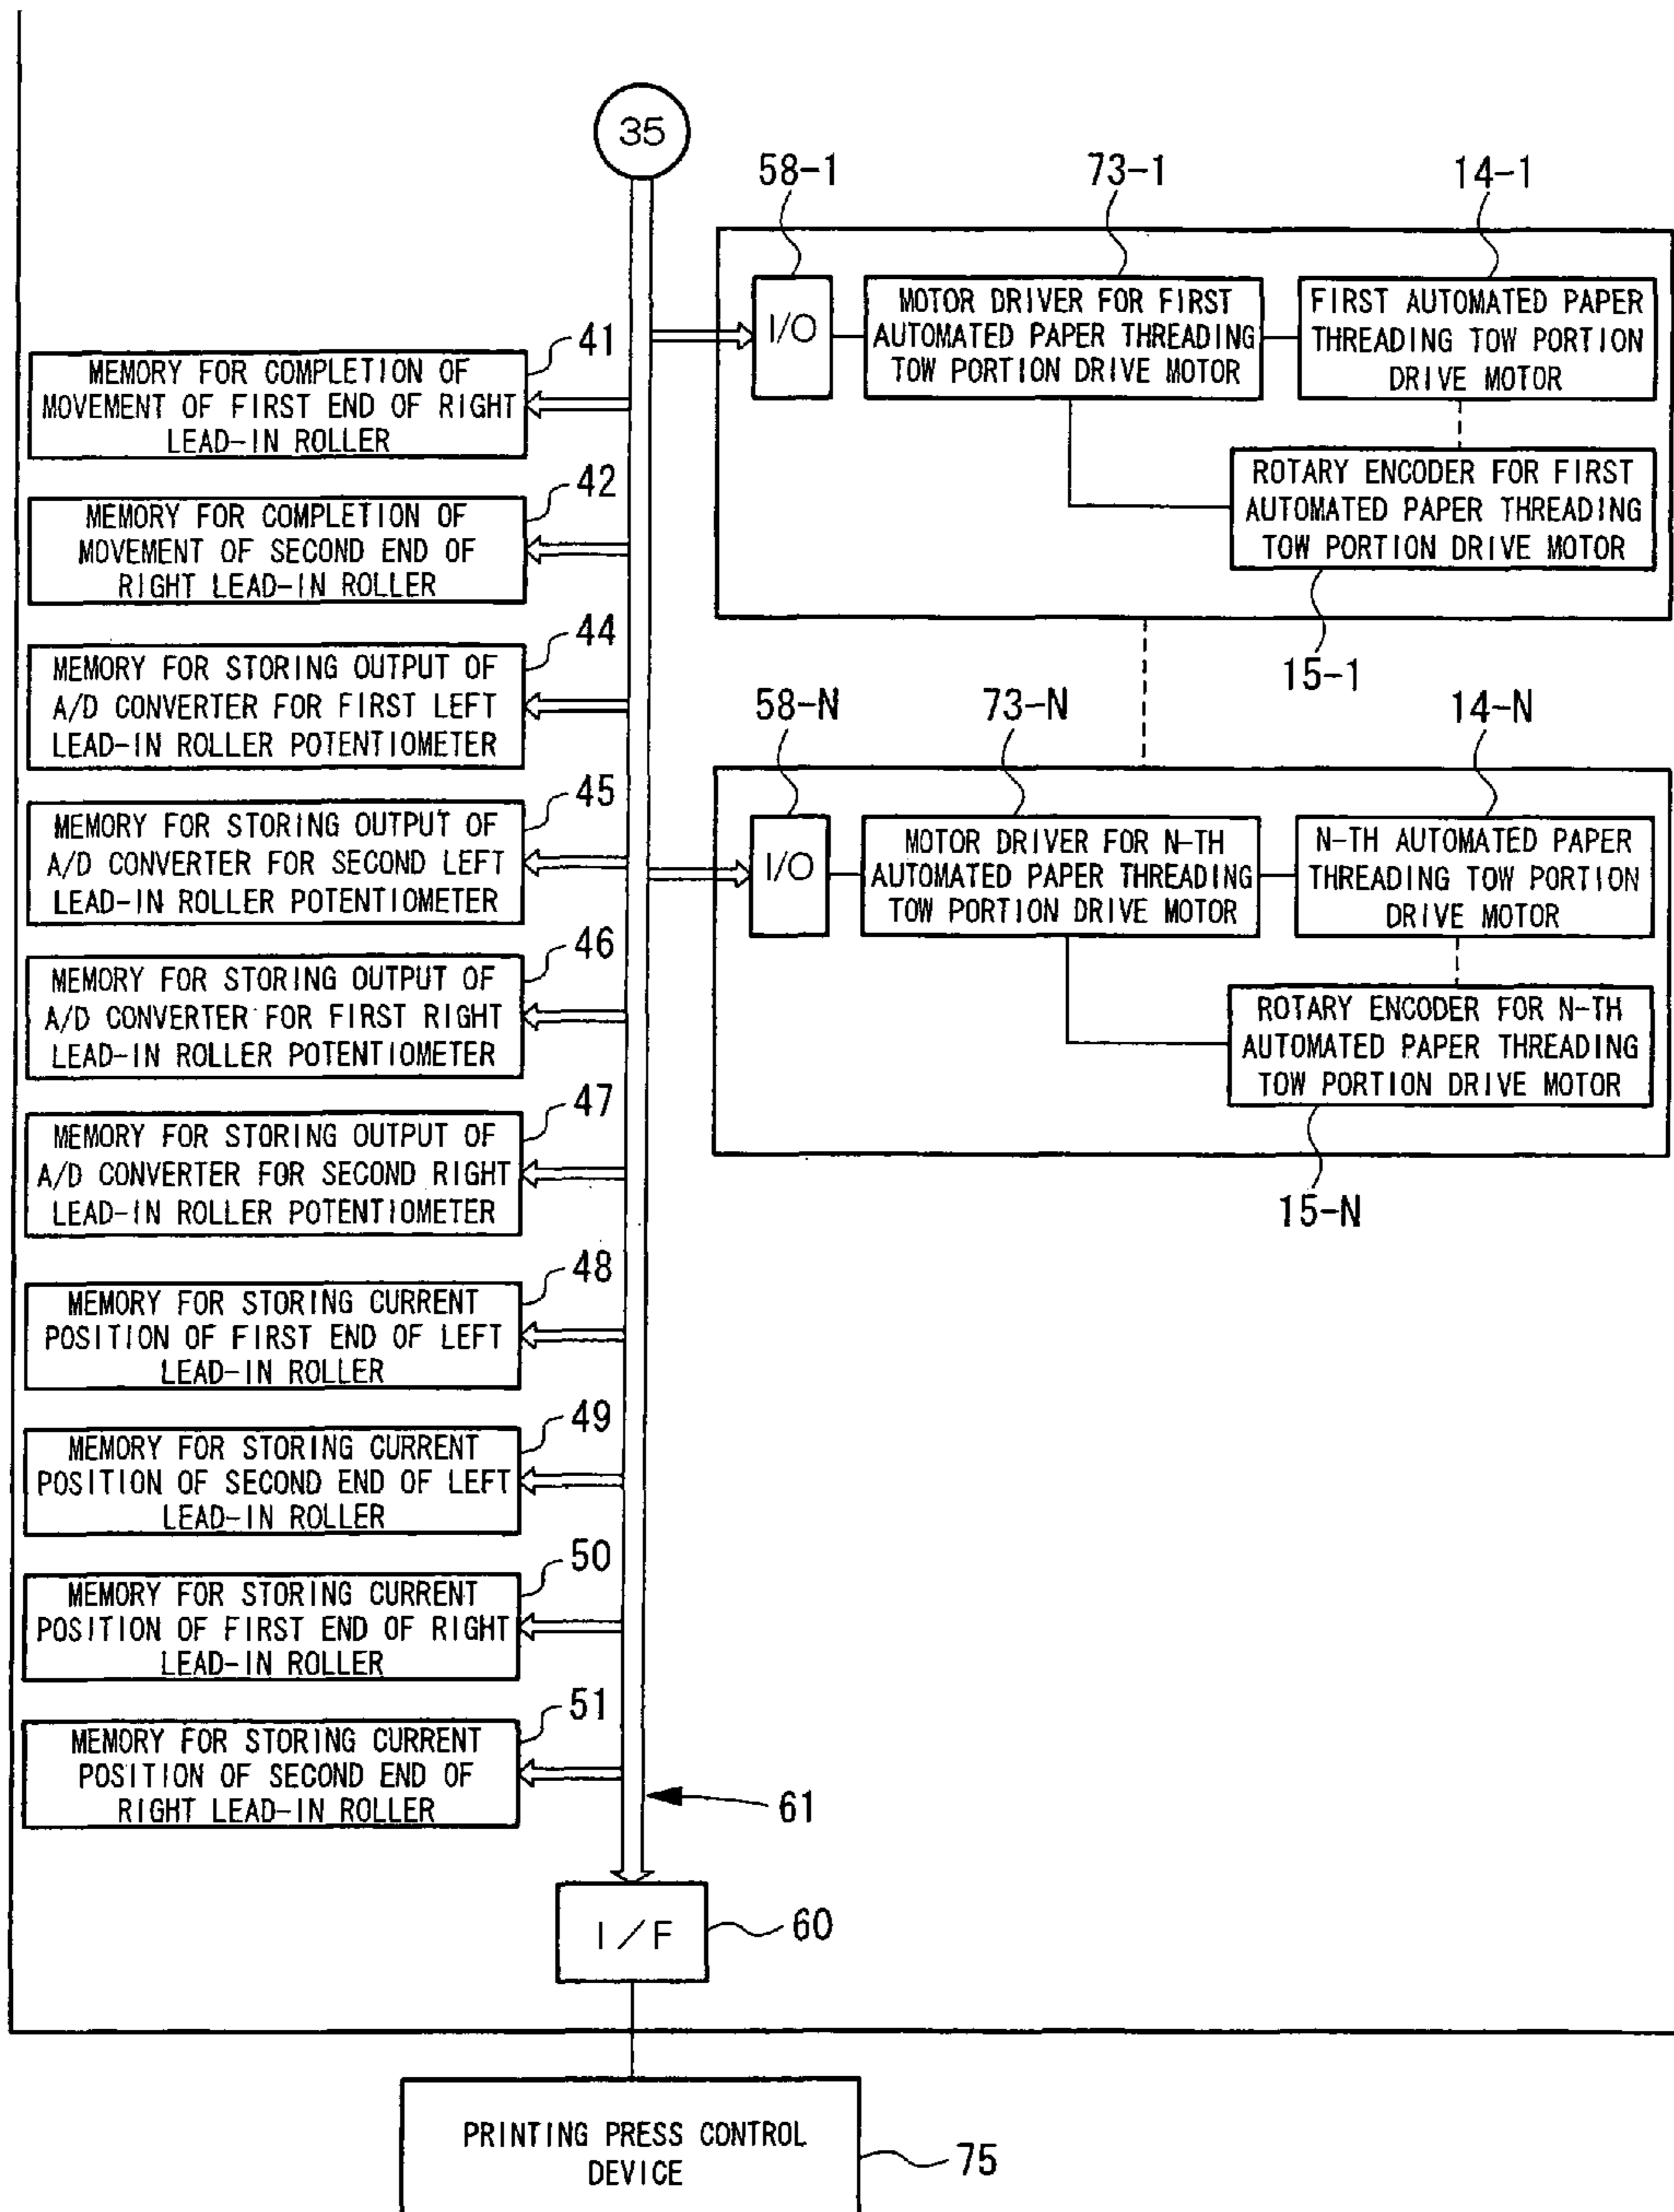 35
58-1
73-1
14-1
I/O
MOTOR DRIVER FOR FIRST
AUTOMATED PAPER THREADING
TOW PORTION DRIVE MOTOR
FIRST AUTOMATED PAPER
THREADING TOW PORTION
DRIVE MOTOR
ROTARY ENCODER FOR FIRST
AUTOMATED PAPER THREADING
TOW PORTION DRIVE MOTOR
15-1
41
MEMORY FOR COMPLETION OF
MOVEMENT OF FIRST END OF RIGHT
LEAD-IN ROLLER
42
MEMORY FOR COMPLETION OF
MOVEMENT OF SECOND END OF
RIGHT LEAD-IN ROLLER
44
MEMORY FOR STORING OUTPUT OF
A/D CONVERTER FOR FIRST LEFT
LEAD-IN ROLLER POTENTIOMETER
45
MEMORY FOR STORING OUTPUT OF
A/D CONVERTER FOR SECOND LEFT
LEAD-IN ROLLER POTENTIOMETER
46
MEMORY FOR STORING OUTPUT OF
A/D CONVERTER FOR FIRST RIGHT
LEAD-IN ROLLER POTENTIOMETER
47
MEMORY FOR STORING OUTPUT OF
A/D CONVERTER FOR SECOND RIGHT
LEAD-IN ROLLER POTENTIOMETER
48
MEMORY FOR STORING CURRENT
POSITION OF FIRST END OF LEFT
LEAD-IN ROLLER
49
MEMORY FOR STORING CURRENT
POSITION OF SECOND END OF LEFT
LEAD-IN ROLLER
50
MEMORY FOR STORING CURRENT
POSITION OF FIRST END OF RIGHT
LEAD-IN ROLLER
51
MEMORY FOR STORING CURRENT
POSITION OF SECOND END OF
RIGHT LEAD-IN ROLLER
58-N
73-N
14-N
I/O
MOTOR DRIVER FOR N-TH
AUTOMATED PAPER THREADING
TOW PORTION DRIVE MOTOR
N-TH AUTOMATED PAPER
THREADING TOW PORTION
DRIVE MOTOR
ROTARY ENCODER FOR N-TH
AUTOMATED PAPER THREADING
TOW PORTION DRIVE MOTOR
15-N
61
I/F
60
PRINTING PRESS CONTROL
DEVICE
75